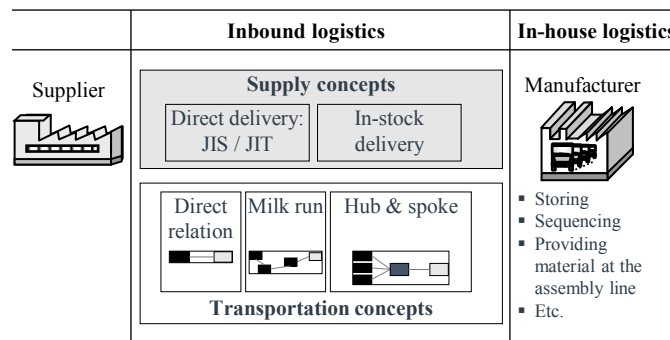 Inbound logistics
In-house logistics
Supplier
Supply concepts
Direct delivery:
JIS / JIT
In-stock
delivery
Direct
relation
Milk run
Hub & spoke
Transportation concepts
Manufacturer
▪ Storing
▪ Sequencing
▪ Providing
material at the
assembly line
▪ Etc.